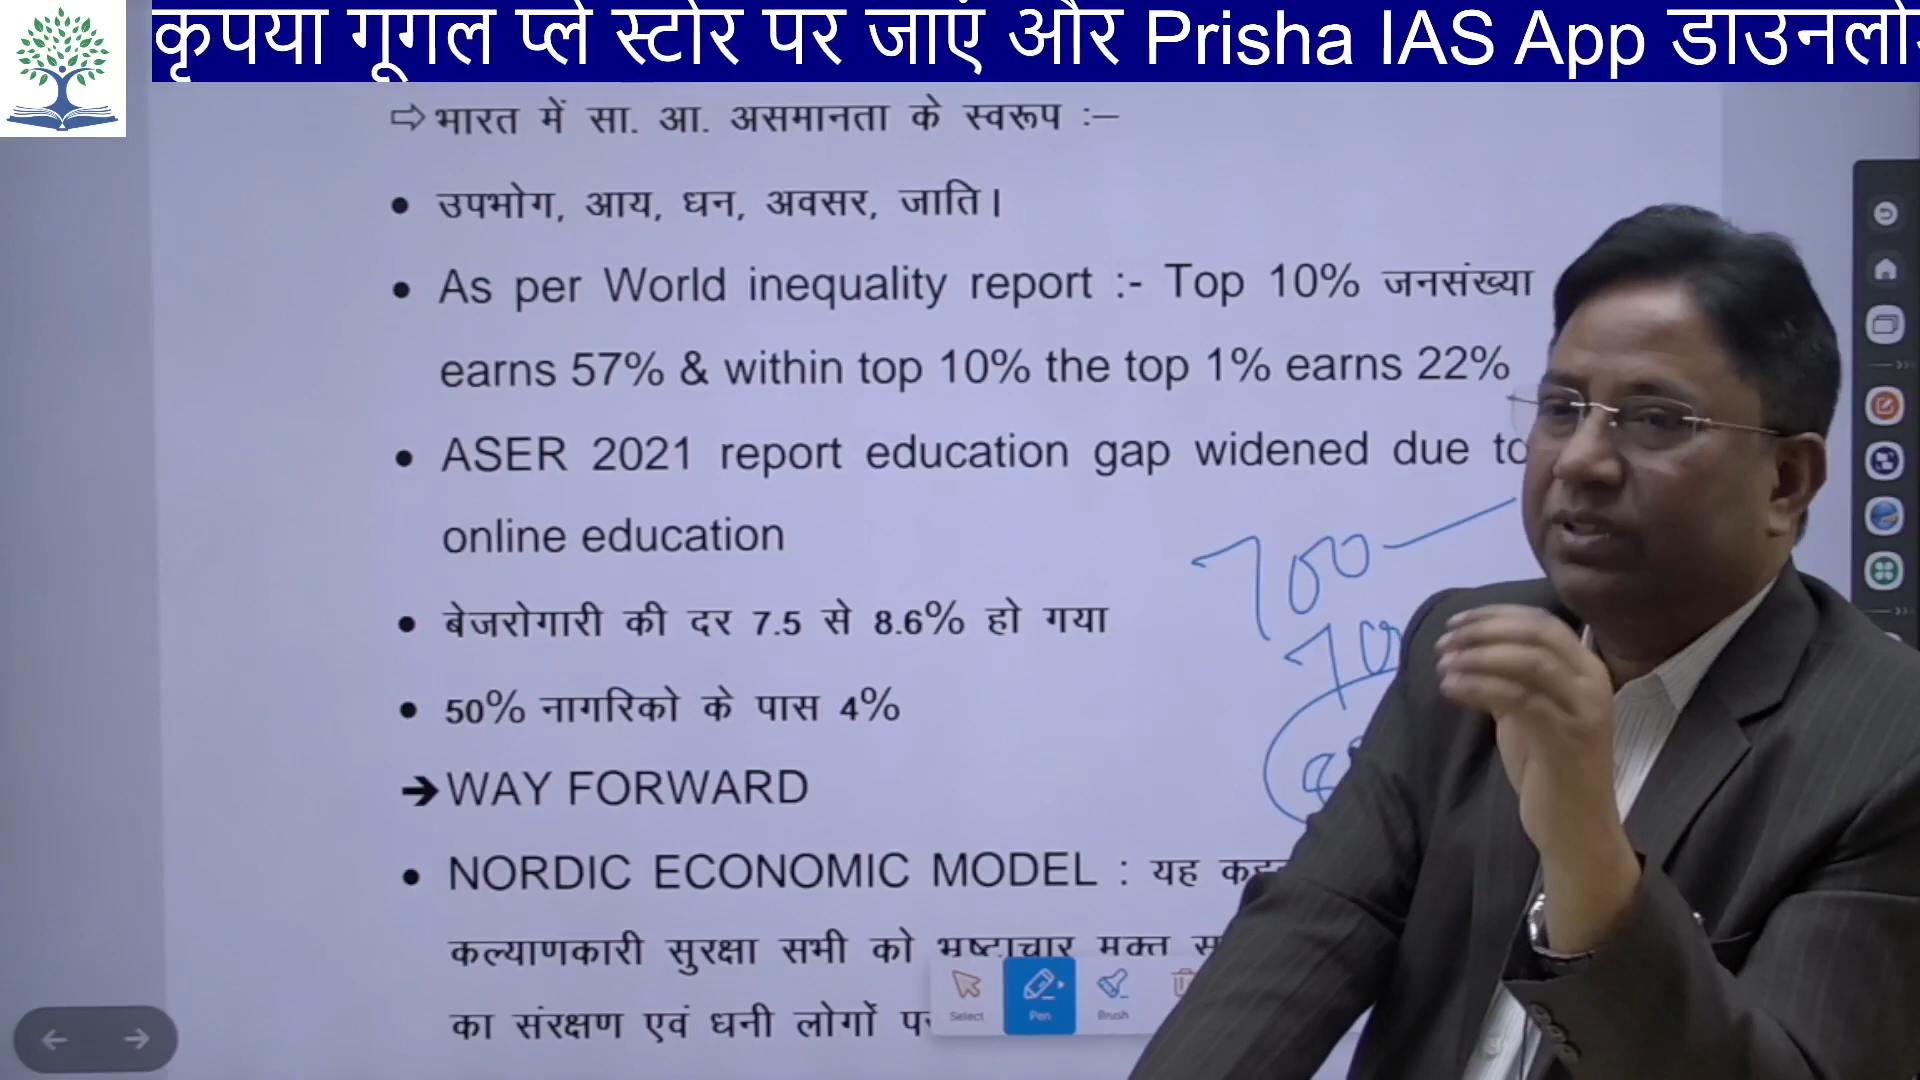 कृपया गूगल प्ले स्टोर पर जाएं और Prisha IAS App
⇨ भारत में सा. आ. असमानता के स्वरूप :–
• उपभोग, आय, धन, अवसर, जाति।
• As per World inequality report :- Top 10% जनसंख्या
earns 57% & within top 10% the top 1% earns 22%
• ASER 2021 report education gap widened due to
online education
700
• बेजरोगारी की दर 7.5 से 8.6% हो गया
700
• 50% नागरिको के पास 4%
➔ WAY FORWARD
• NORDIC ECONOMIC MODEL : यह
कल्याणकारी सुरक्षा सभी को भ्रष्टाचार मुक्त
का संरक्षण एवं धनी लोगों
Select Pen Brush